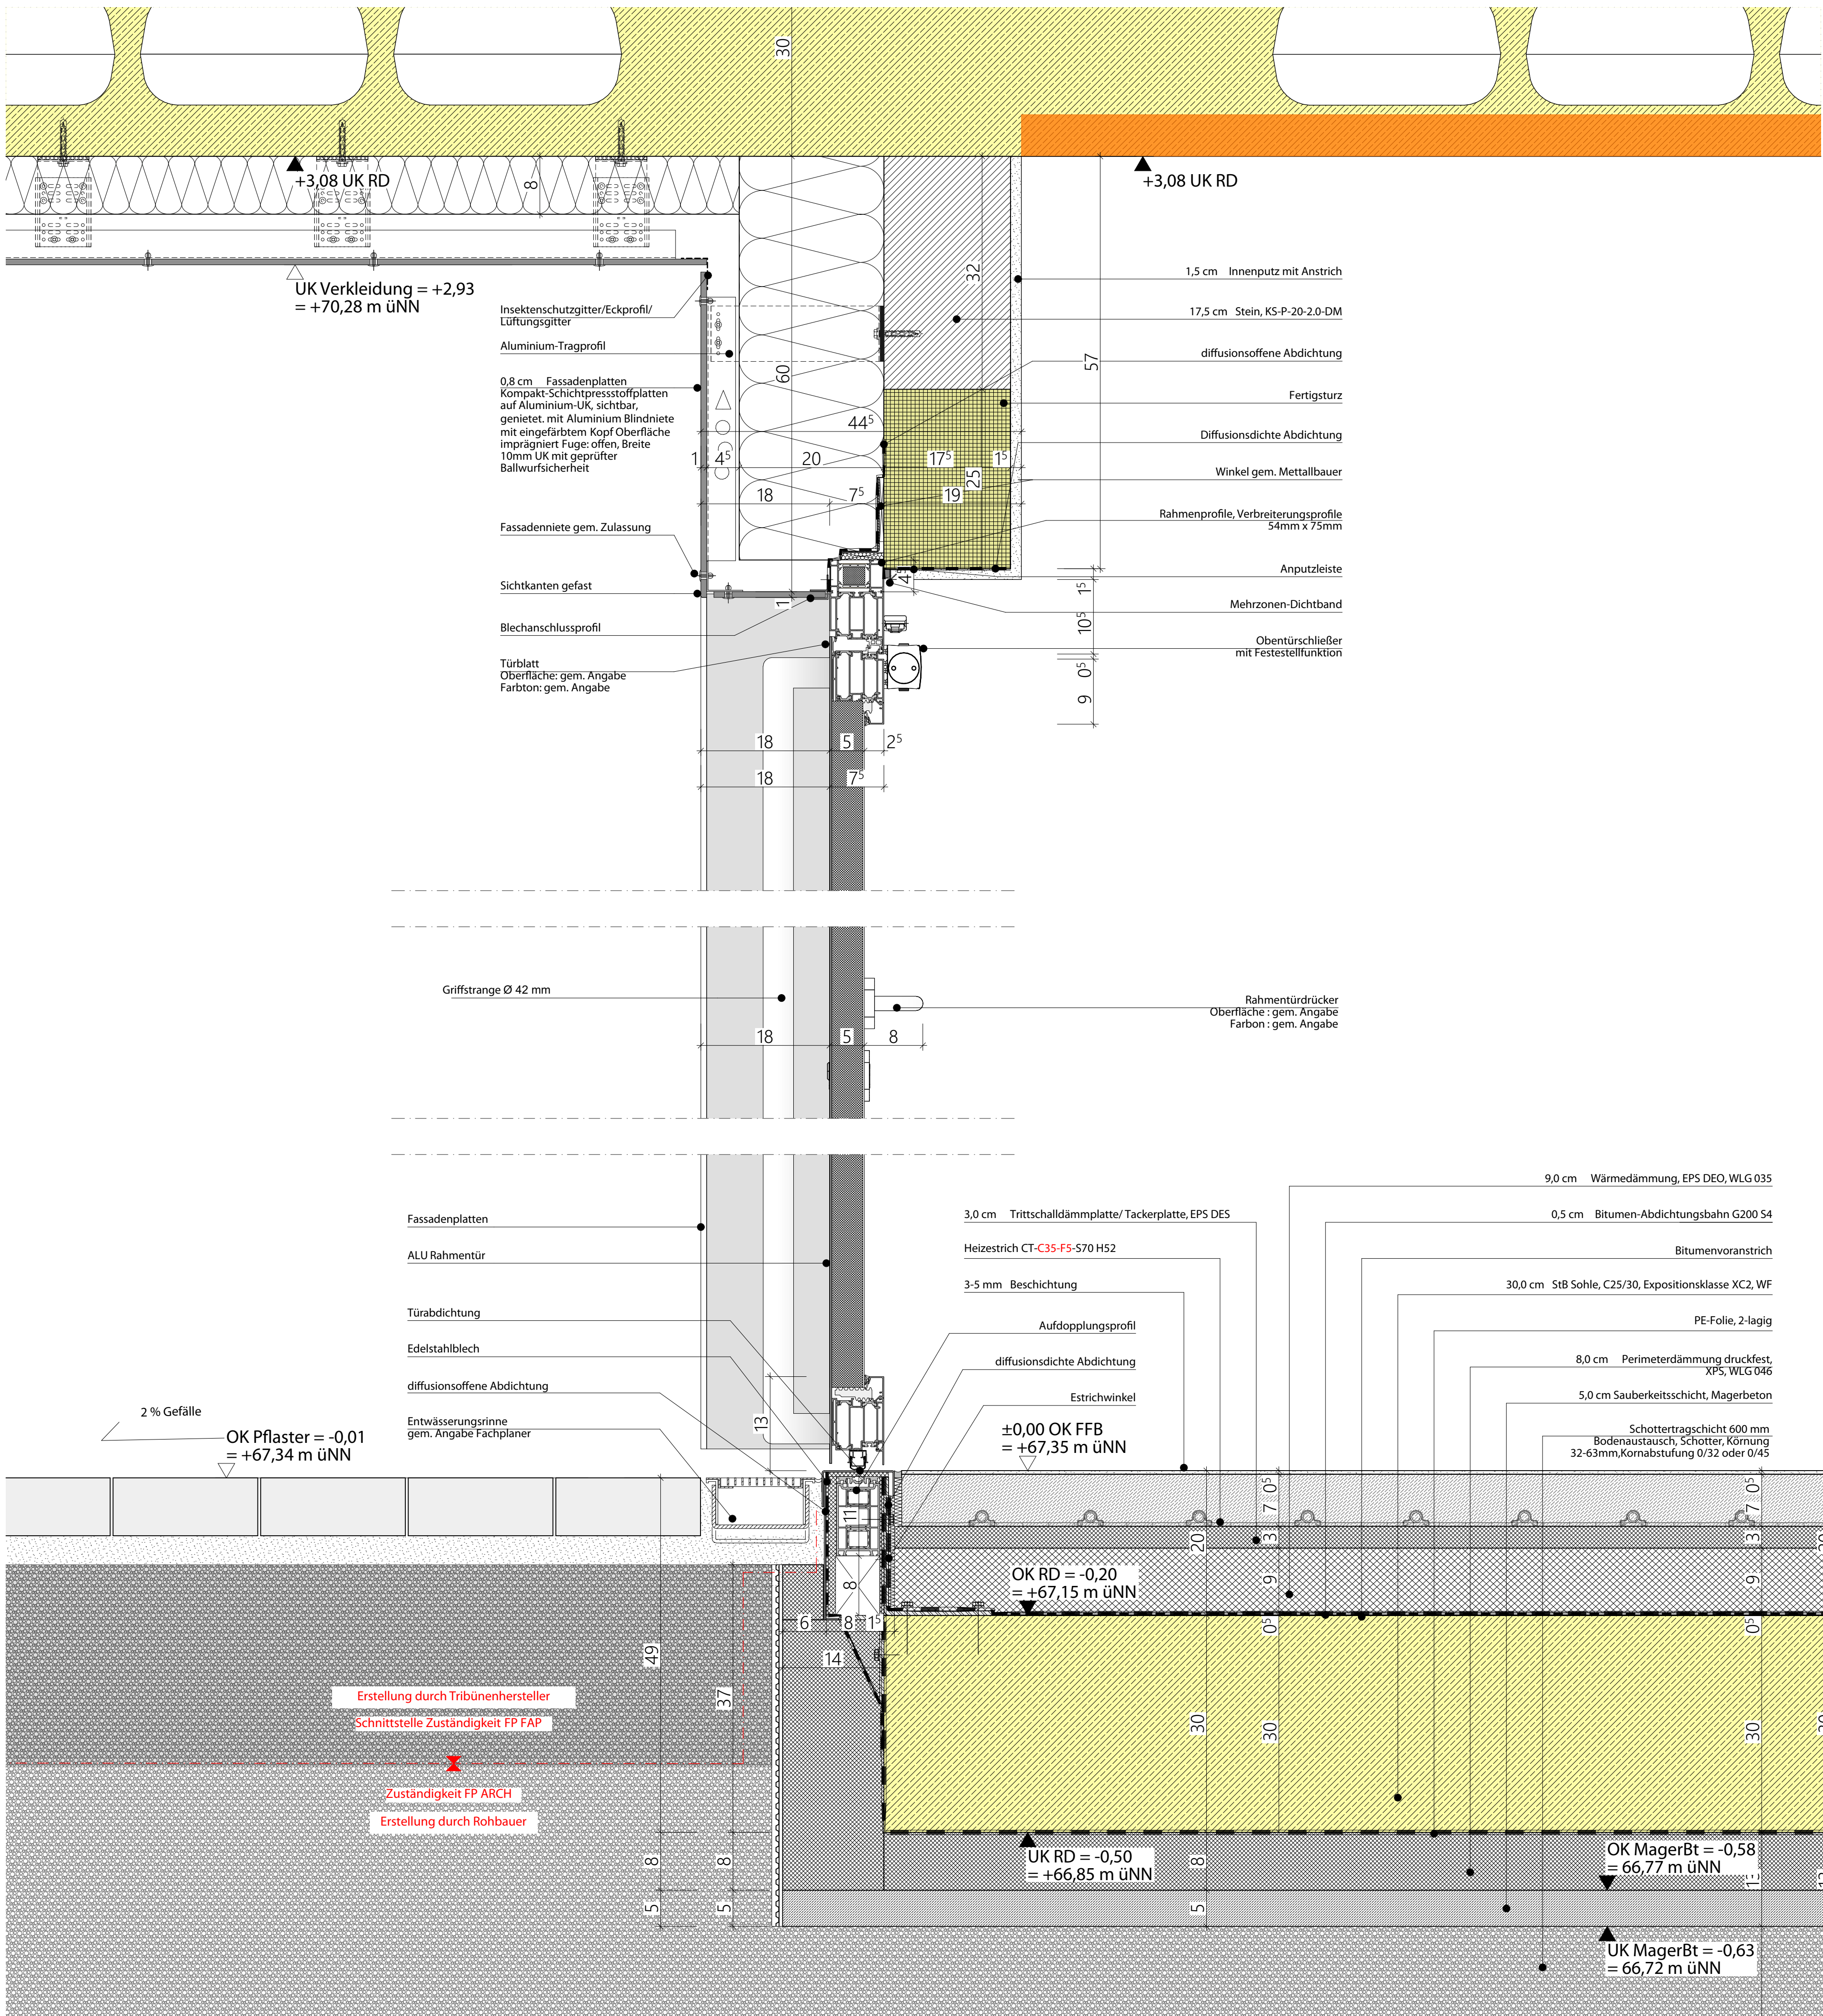 30
+3,08 UK RD
8
+3,08 UK RD
UK Verkleidung = +2,93
= +70,28 m üNN
Insektenschutzgitter/Eckprofil/
Lüftungsgitter
Aluminium-Tragprofil
0,8 cm Fassadenplatten
Kompakt-Schichtpressstoffplatten
auf Aluminium-UK, sichtbar,
genietet. mit Aluminium Blindniete
mit eingefärbtem Kopf Oberfläche
imprägniert Fuge: offen, Breite
10mm UK mit geprüfter
Ballwurfsicherheit
Fassadenniete gem. Zulassung
Sichtkanten gefast
Blechanschlussprofil
Türblatt
Oberfläche: gem. Angabe
Farbton: gem. Angabe
32
60
57
44⁵
1 4⁵ 20 17⁵ 1⁵
25
18 7⁵ 19
4⁵
1
1⁵
10⁵
0⁵
9
1,5 cm Innenputz mit Anstrich
17,5 cm Stein, KS-P-20-2.0-DM
diffusionsoffene Abdichtung
Fertigsturz
Diffusionsdichte Abdichtung
Winkel gem. Mettallbauer
Rahmenprofile, Verbreiterungsprofile
54mm x 75mm
Anputzleiste
Mehrzonen-Dichtband
Obentürschließer
mit Festestellfunktion
18 5 2⁵
18 7⁵
Griffstrange Ø 42 mm
Rahmentürdrücker
Oberfläche : gem. Angabe
Farbon : gem. Angabe
18 5 8
Fassadenplatten
ALU Rahmentür
Türabdichtung
Edelstahlblech
diffusionsoffene Abdichtung
Entwässerungsrinne
gem. Angabe Fachplaner
2 % Gefälle
OK Pflaster = -0,01
= +67,34 m üNN
13
3,0 cm Trittschalldämmplatte/ Tackerplatte, EPS DES
Heizestrich CT-C35-F5-S70 H52
3-5 mm Beschichtung
Aufdopplungsprofil
diffusionsdichte Abdichtung
Estrichwinkel
±0,00 OK FFB
= +67,35 m üNN
9,0 cm Wärmedämmung, EPS DEO, WLG 035
0,5 cm Bitumen-Abdichtungsbahn G200 S4
Bitumenvoranstrich
30,0 cm StB Sohle, C25/30, Expositionsklasse XC2, WF
PE-Folie, 2-lagig
8,0 cm Perimeterdämmung druckfest,
XPS, WLG 046
5,0 cm Sauberkeitsschicht, Magerbeton
Schottertragschicht 600 mm
Bodenaustausch, Schotter, Körnung
32-63mm,Kornabstufung 0/32 oder 0/45
11
8
6 8 1⁵
14
49
37
8
8
5
5
20
0⁵
7
3
9
0⁵
30
30
8
5
0⁵
7
3
9
0⁵
30
OK RD = -0,20
= +67,15 m üNN
Erstellung durch Tribünenhersteller
Schnittstelle Zuständigkeit FP FAP
Zuständigkeit FP ARCH
Erstellung durch Rohbauer
UK RD = -0,50
= +66,85 m üNN
OK MagerBt = -0,58
= 66,77 m üNN
UK MagerBt = -0,63
= 66,72 m üNN